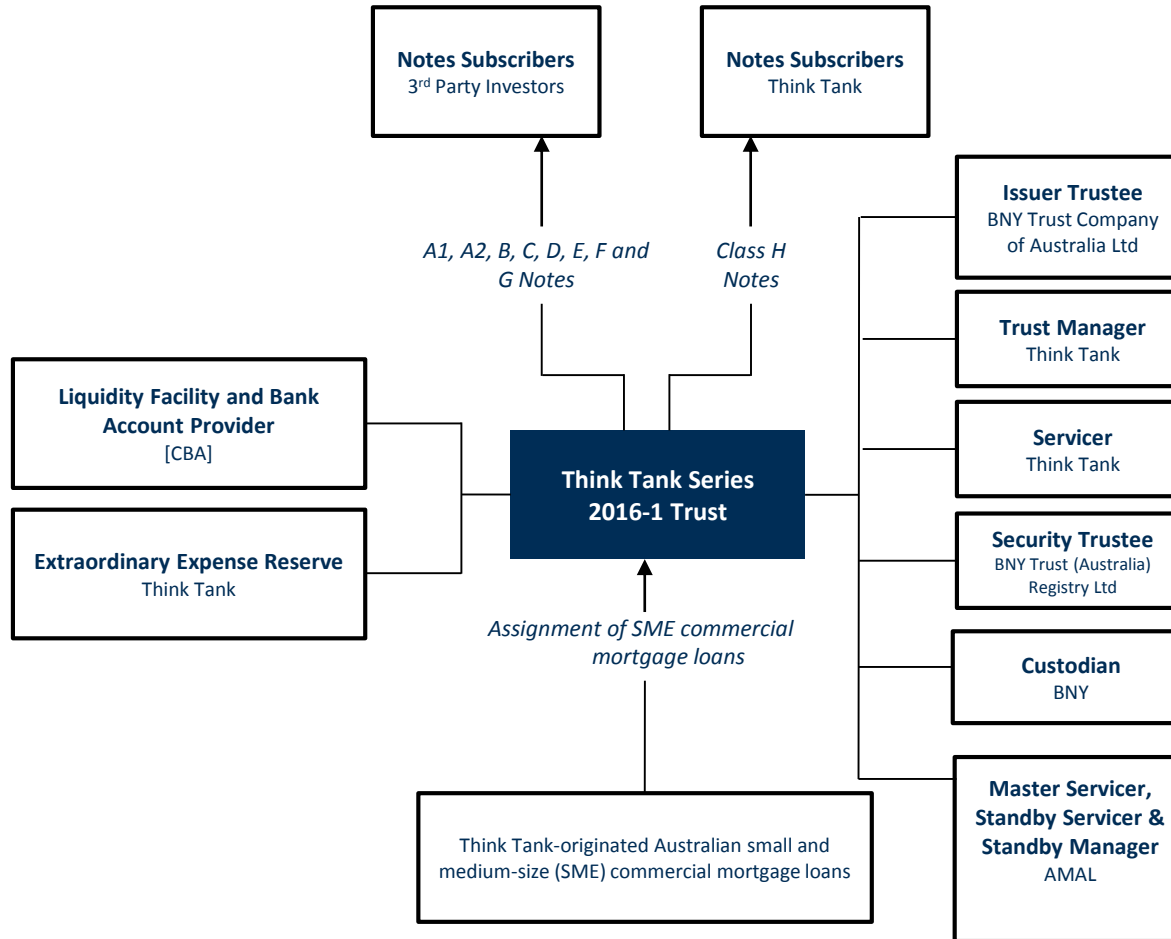 Notes Subscribers
3rd Party Investors
Notes Subscribers
Think Tank
A1, A2, B, C, D, E, F and
G Notes
Class H
Notes
Issuer Trustee
BNY Trust Company
of Australia Ltd
Trust Manager
Think Tank
Liquidity Facility and Bank
Account Provider
[CBA]
Servicer
Think Tank
Think Tank Series
2016-1 Trust
Extraordinary Expense Reserve
Think Tank
Security Trustee
BNY Trust (Australia)
Registry Ltd
Assignment of SME commercial
mortgage loans
Custodian
BNY
Master Servicer,
Standby Servicer &
Standby Manager
AMAL
Think Tank-originated Australian small and
medium-size (SME) commercial mortgage loans